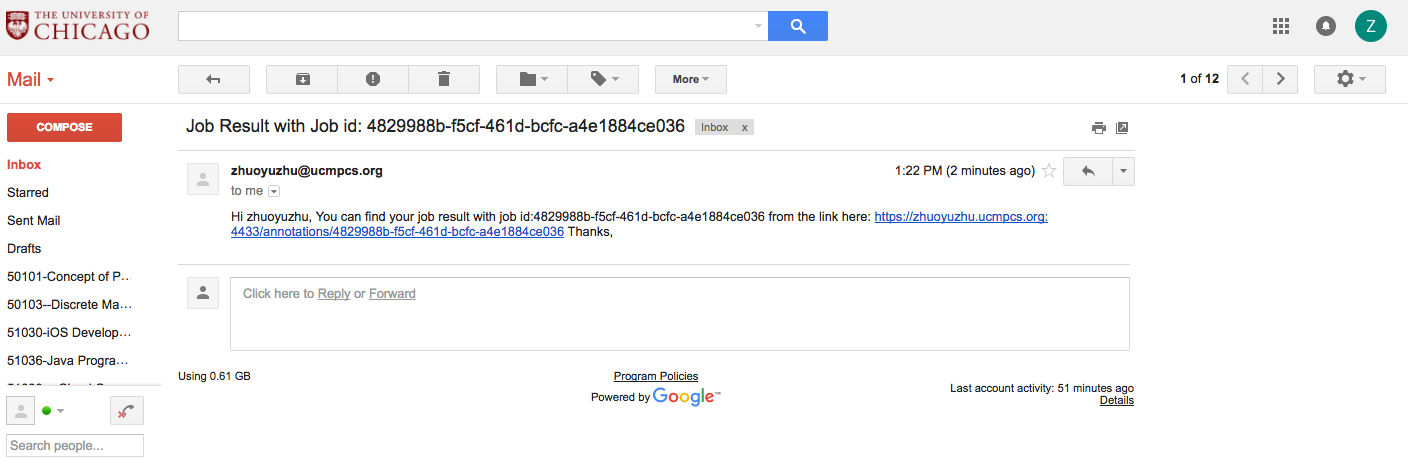 THE UNIVERSITY OF
CHICAGO
Z
Mail
More
1 of 12
COMPOSE
Job Result with Job id: 4829988b-f5cf-461d-bcfc-a4e1884ce036
Inbox x
Inbox
Starred
Sent Mail
Drafts
50101-Concept of P…
50103--Discrete Ma…
51030-iOS Develop…
51036-Java Progra…
zhuoyuzhu@ucmpcs.org
1:22 PM (2 minutes ago)
to me
Hi zhuoyuzhu, You can find your job result with job id:4829988b-f5cf-461d-bcfc-a4e1884ce036 from the link here: https://zhuoyuzhu.ucmpcs.org:
4433/annotations/4829988b-f5cf-461d-bcfc-a4e1884ce036 Thanks,
Click here to Reply or Forward
Using 0.61 GB
Program Policies
Powered by Google™
Last account activity: 51 minutes ago
Details
Search people...